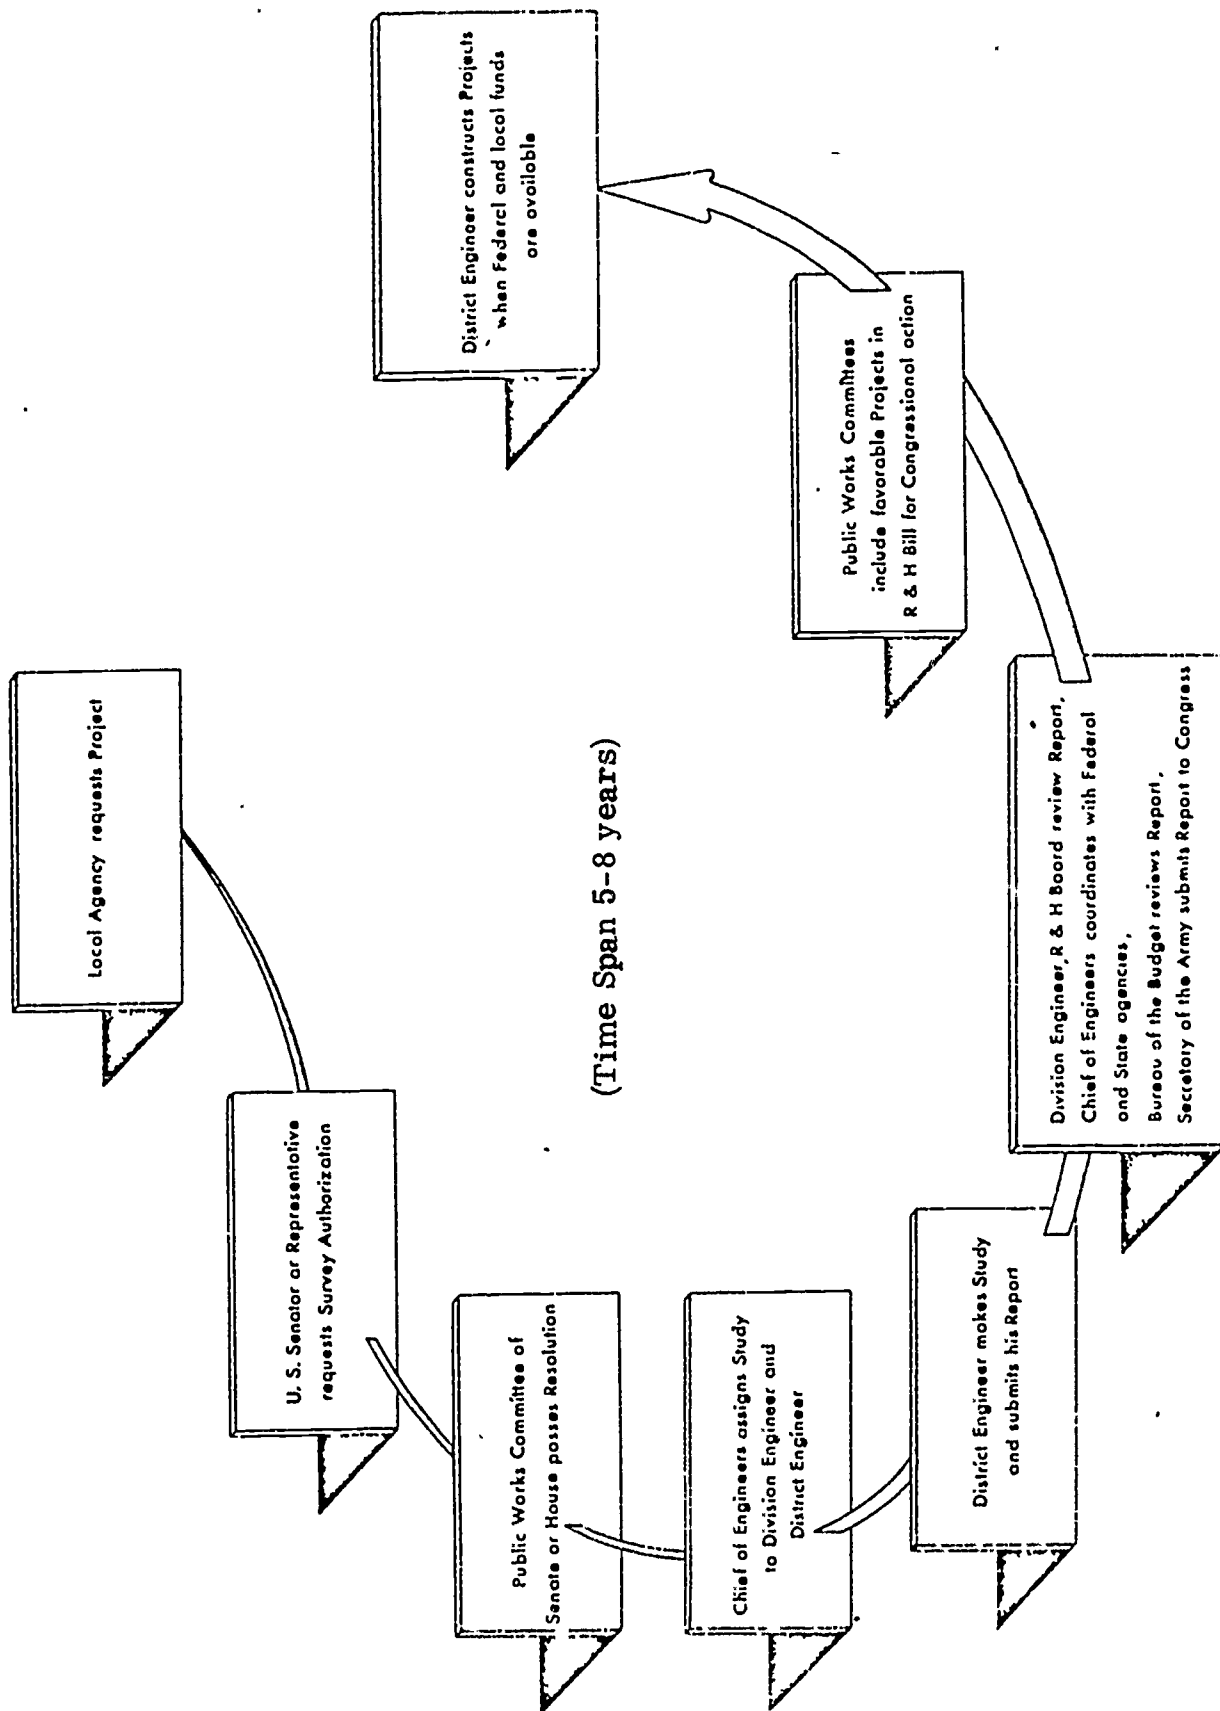 Local Agency requests Project
U. S. Senator or Representative
requests Survey Authorization
Public Works Committee of
Senate or House passes Resolution
Chief of Engineers assigns Study
to Division Engineer and
District Engineer
District Engineer makes Study
and submits his Report
Division Engineer, R & H Board review Report,
Chief of Engineers coordinates with Federal
and State agencies,
Bureau of the Budget reviews Report,
Secretary of the Army submits Report to Congress
Public Works Committees
include favorable Projects in
R & H Bill for Congressional action
District Engineer constructs Projects
when Federal and local funds
are available
(Time Span 5-8 years)